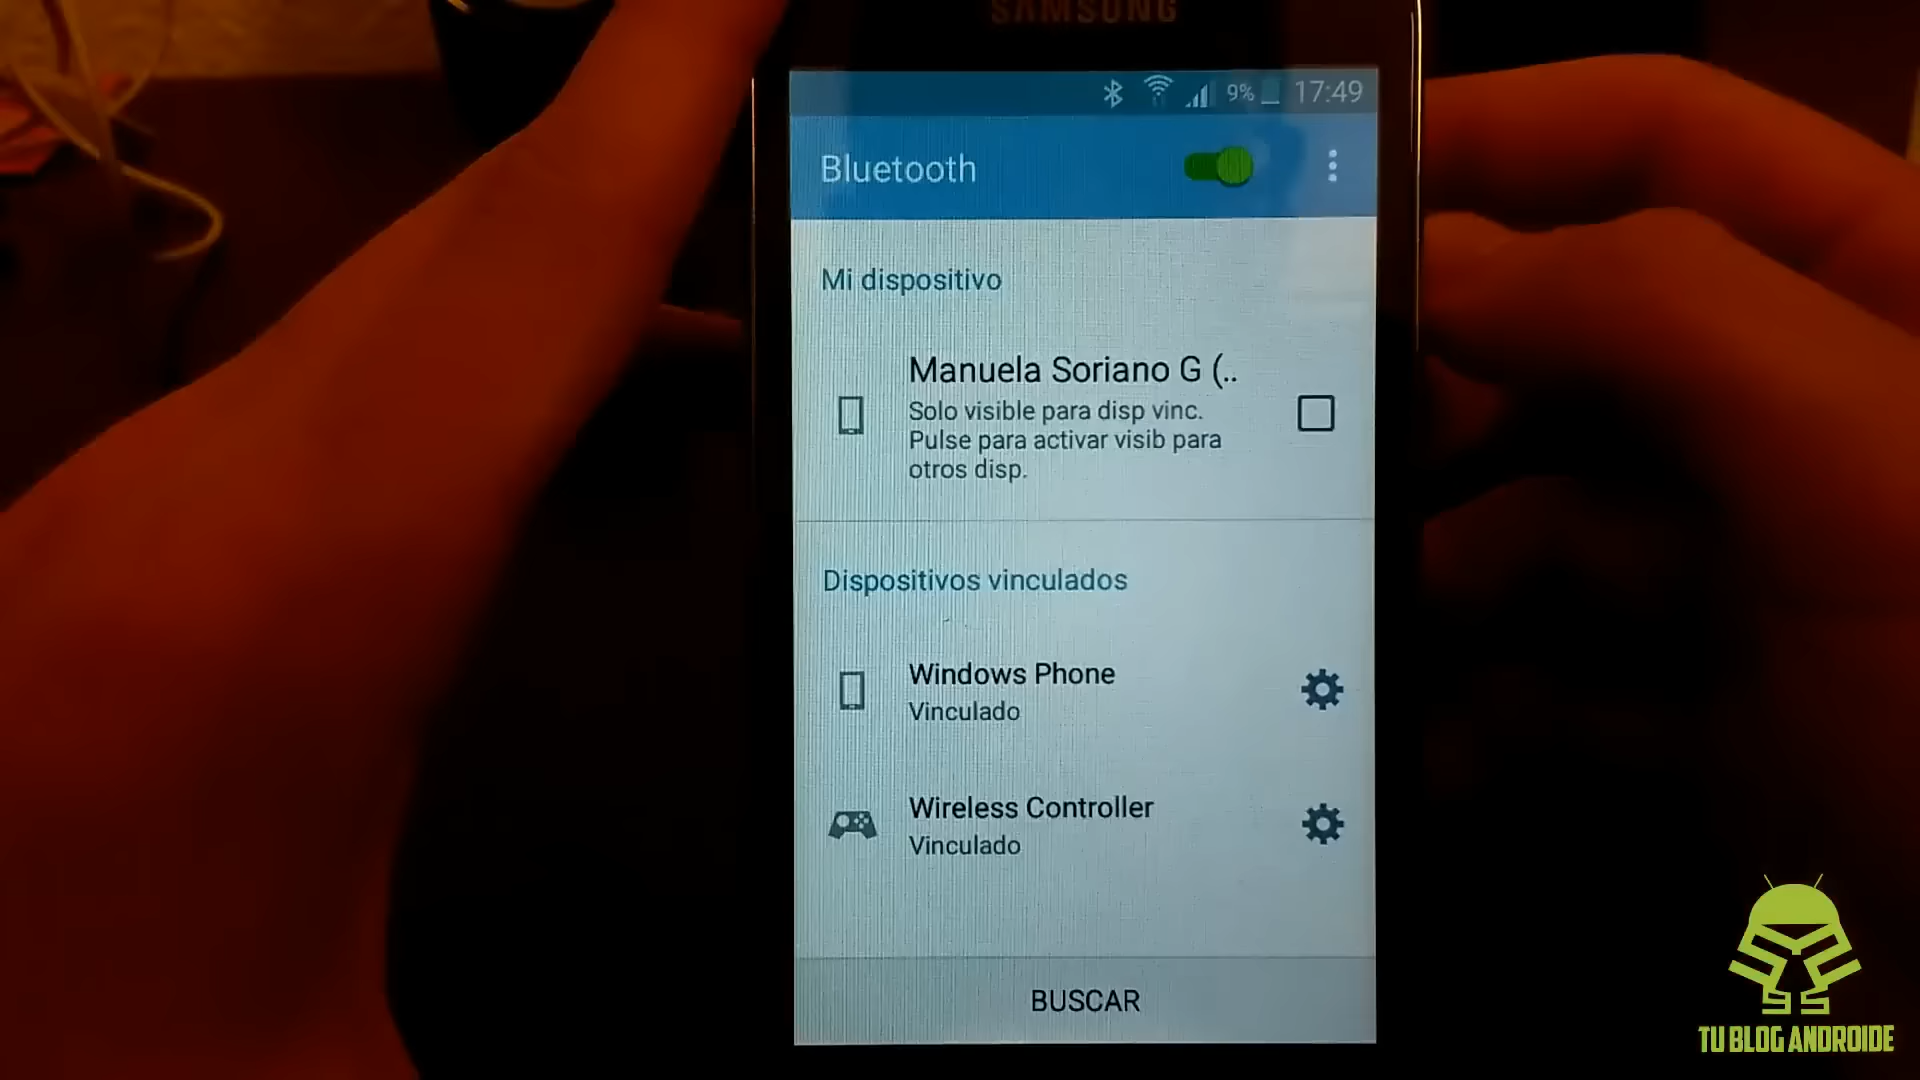 SAMSUNG
9% 17:49
Bluetooth
Mi dispositivo
Manuela Soriano G (..
Solo visible para disp vinc.
Pulse para activar visib para
otros disp.
Dispositivos vinculados
Windows Phone
Vinculado
Wireless Controller
Vinculado
BUSCAR
TU BLOG ANDROIDE